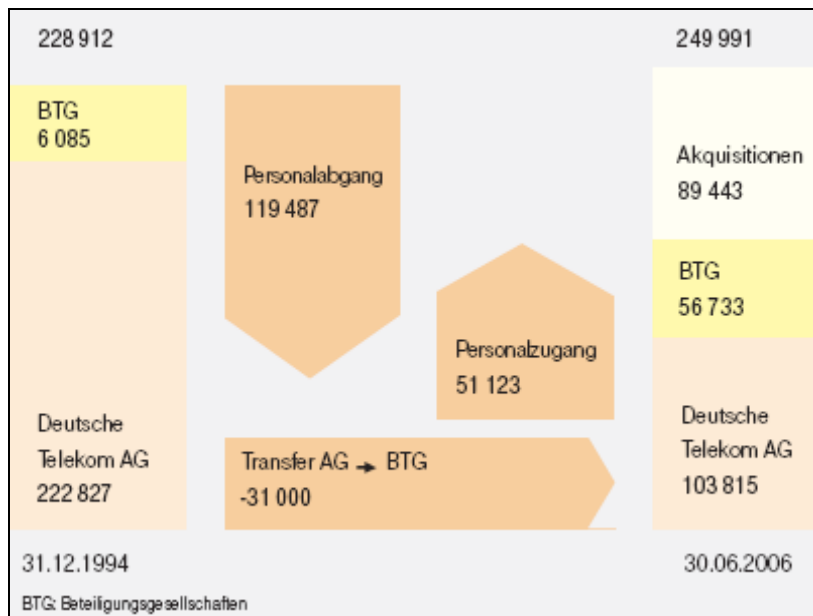 228 912
249 991
BTG
6 085
Personalabgang
119 487
Akquisitionen
89 443
BTG
56 733
Personalzugang
51 123
Deutsche
Telekom AG
222 827
Transfer AG → BTG
-31 000
Deutsche
Telekom AG
103 815
31.12.1994
30.06.2006
BTG: Beteiligungsgesellschaften